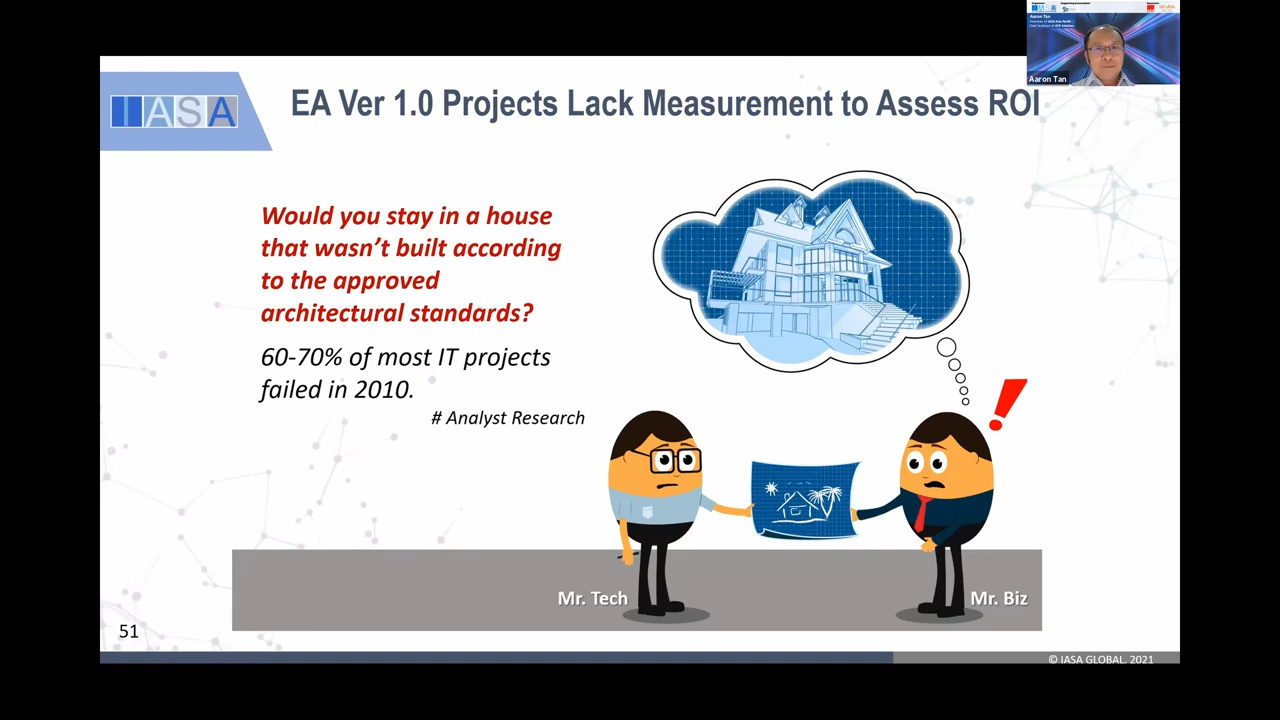 Aaron Tan
Aaron Tan
IASA
EA Ver 1.0 Projects Lack Measurement to Assess ROI
Would you stay in a house
that wasn't built according
to the approved
architectural standards?
60-70% of most IT projects
failed in 2010.
# Analyst Research
Mr. Tech
Mr. Biz
51
© IASA GLOBAL, 2021